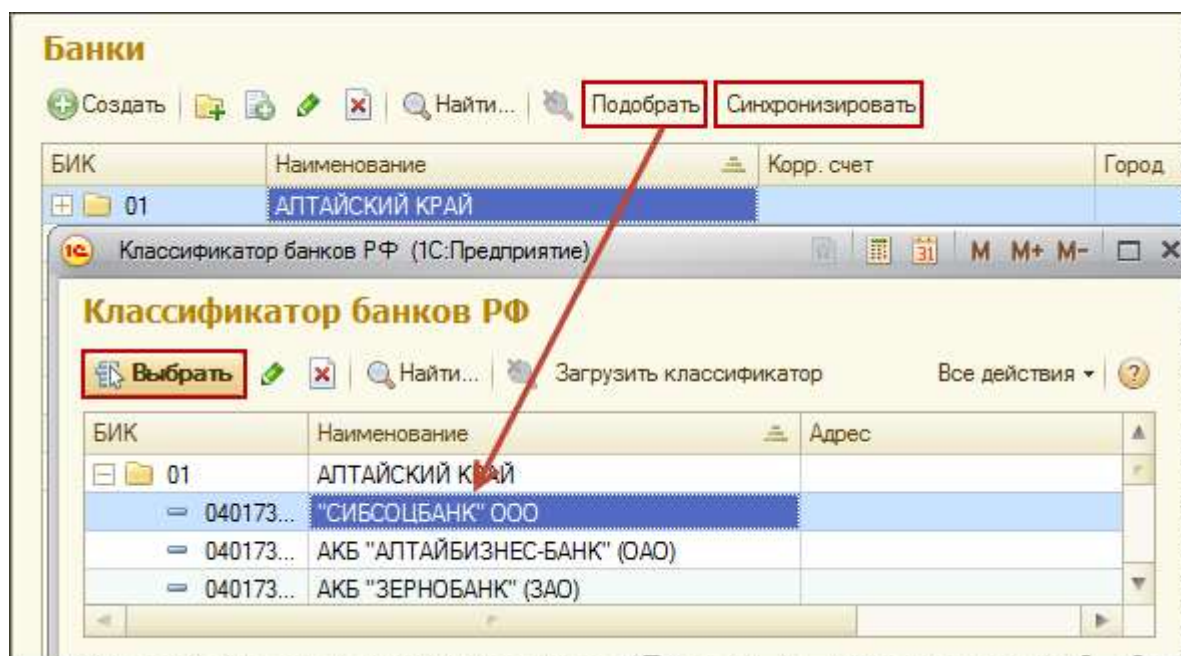 Банки
Создать Найти... Подобрать Синхронизировать
БИК Наименование Корр. счет Город
01 АЛТАЙСКИЙ КРАЙ
1С Классификатор банков РФ (1С:Предприятие) 31 M M+ M-
Классификатор банков РФ
Выбрать Найти... Загрузить классификатор Все действия ?
БИК Наименование Адрес
01 АЛТАЙСКИЙ КРАЙ
040173... "СИБСОЦБАНК" ООО
040173... АКБ "АЛТАЙБИЗНЕС-БАНК" (ОАО)
040173... АКБ "ЗЕРНОБАНК" (ЗАО)